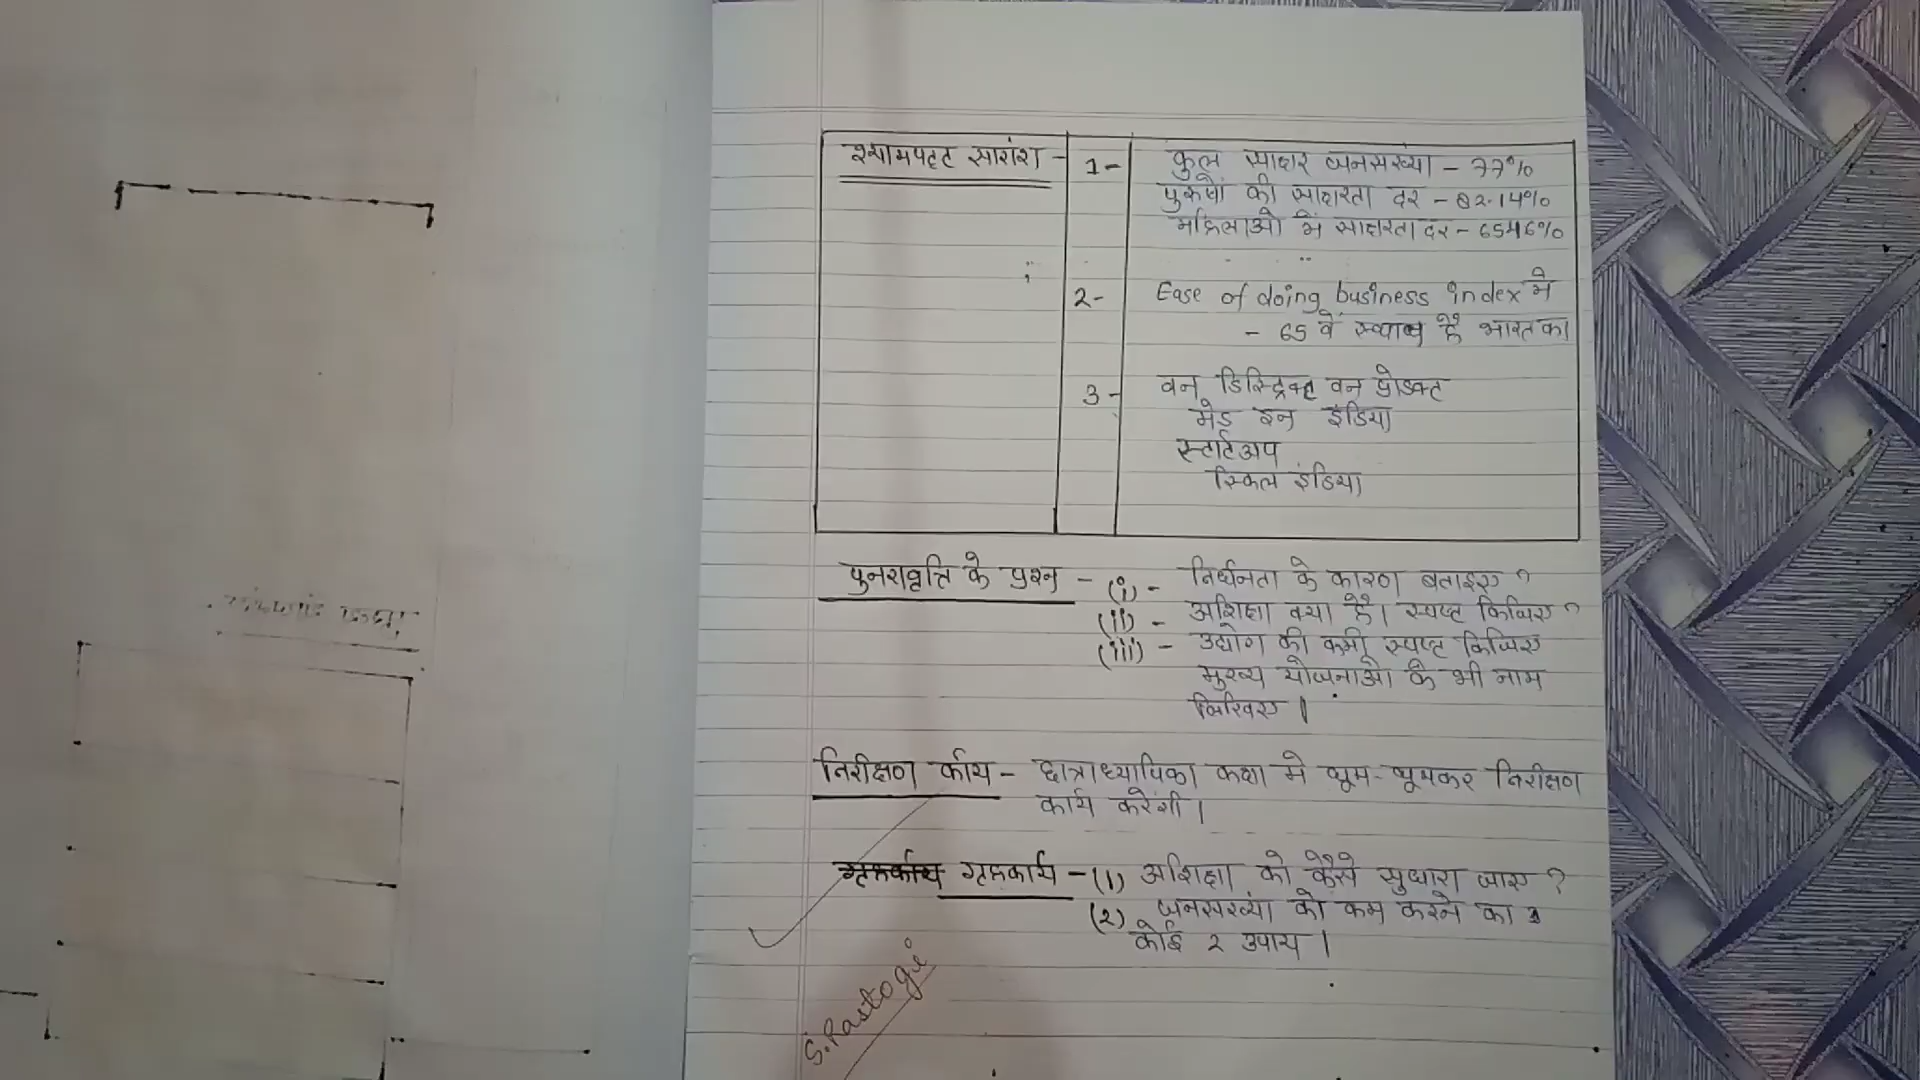 श्यामपट्ट सारांश - 1- कुल साक्षर जनसंख्या - 77%
पुरूषों की साक्षरता दर - 82.14%
महिलाओं में साक्षरता दर - 6546%
2- Ease of doing business index मे
- 65 वें स्थान है भारत का
3- वन डिस्ट्रिक्ट वन प्रोडक्ट
मेड इन इंडिया
स्टार्टअप
स्किल इंडिया
पुनरावृत्ति के प्रश्न - (i) - निर्धनता के कारण बताइए ?
(ii) - अशिक्षा क्या है। स्पष्ट किजिए ?
(iii) - उद्योग की कमी स्पष्ट किजिए
मुख्य योजनाओ के भी नाम
लिखिए।
निरीक्षण र्काय - छात्राध्यापिका कक्षा मे घूम-घूमकर निरीक्षण
कार्य करेंगी।
गृहकार्य - (1) अशिक्षा को कैसे सुधारा जाए ?
(2) जनसंख्यां को कम करने का
कोई 2 उपाय।
S. Rastogi